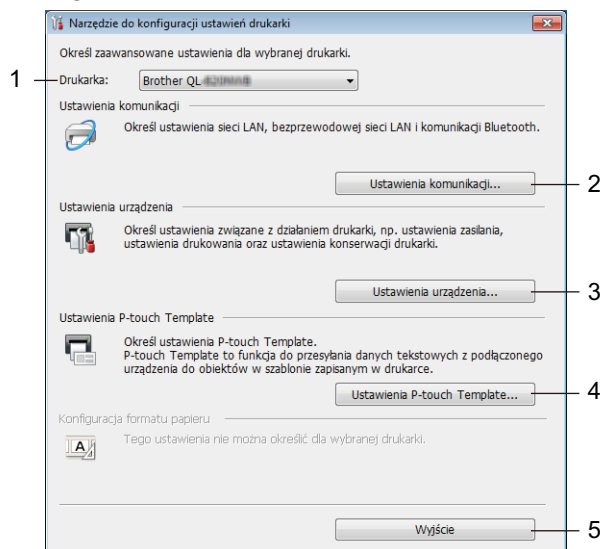 Narzędzie do konfiguracji ustawień drukarki
Określ zaawansowane ustawienia dla wybranej drukarki.
1
Drukarka: Brother QL
Ustawienia komunikacji
Określ ustawienia sieci LAN, bezprzewodowej sieci LAN i komunikacji Bluetooth.
Ustawienia komunikacji... 2
Ustawienia urządzenia
Określ ustawienia związane z działaniem drukarki, np. ustawienia zasilania,
ustawienia drukowania oraz ustawienia konserwacji drukarki.
Ustawienia urządzenia... 3
Ustawienia P-touch Template
Określ ustawienia P-touch Template.
P-touch Template to funkcja do przesyłania danych tekstowych z podłączonego
urządzenia do obiektów w szablonie zapisanym w drukarce.
Ustawienia P-touch Template... 4
Konfiguracja formatu papieru
Tego ustawienia nie można określić dla wybranej drukarki.
A
Wyjście 5